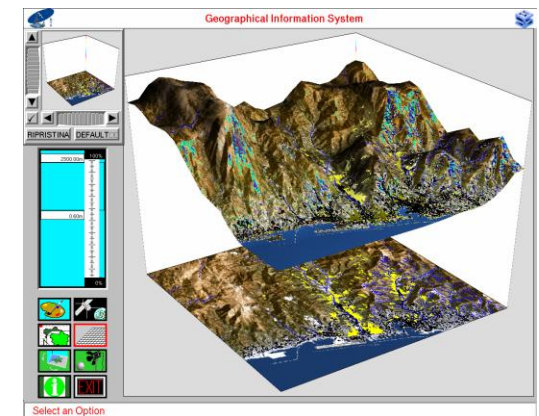 Geographical Information System
RIPRISTINA DEFAULT
100%
2500.00m
0.60m
0%
EXIT
Select an Option